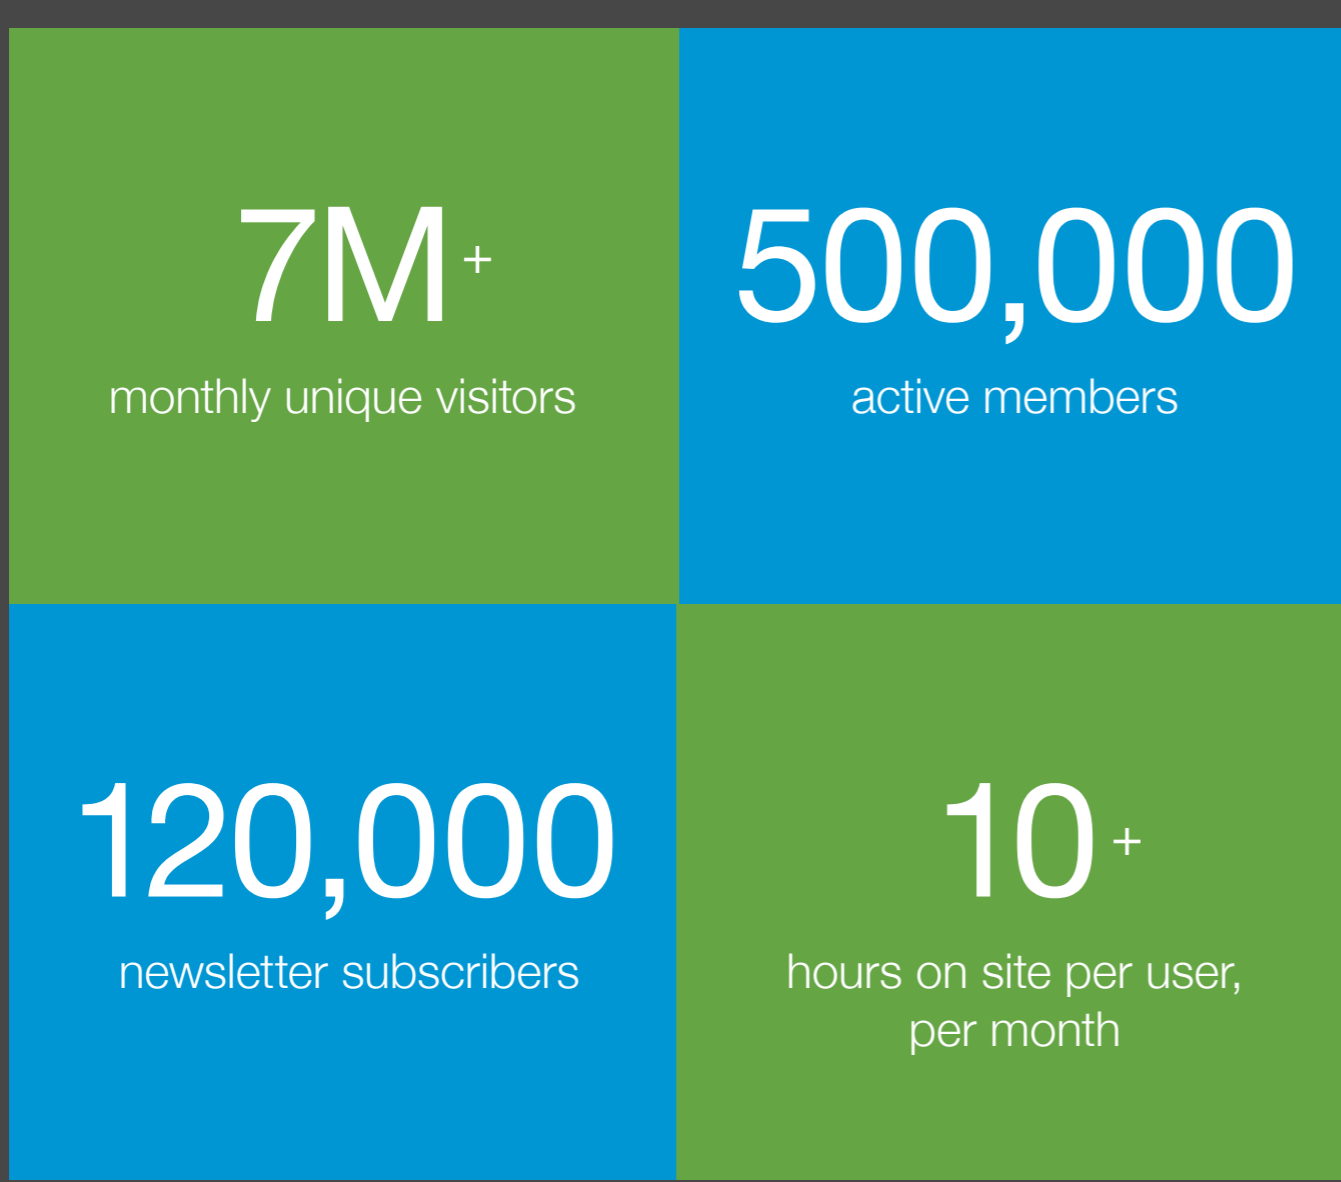 7M+
monthly unique visitors
500,000
active members
120,000
newsletter subscribers
10+
hours on site per user,
per month